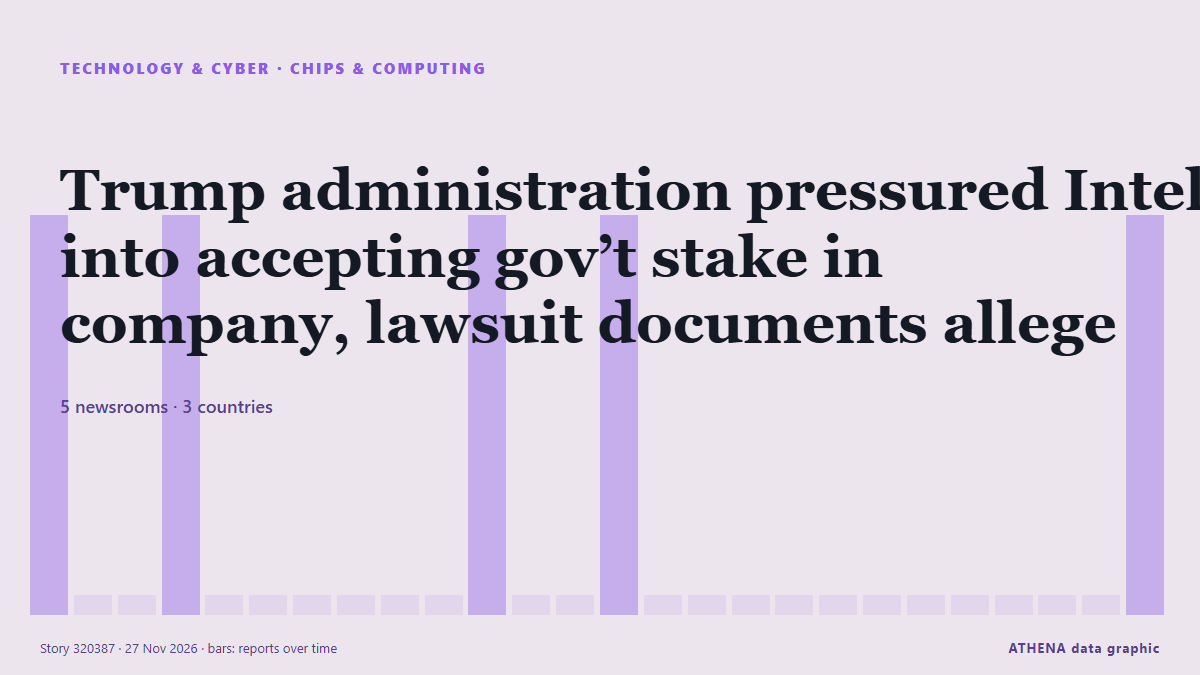 TECHNOLOGY & CYBER · CHIPS & COMPUTING
Trump administration pressured Intel
into accepting gov’t stake in
company, lawsuit documents allege
5 newsrooms · 3 countries
Story 320387 · 27 Nov 2026 · bars: reports over time
ATHENA data graphic